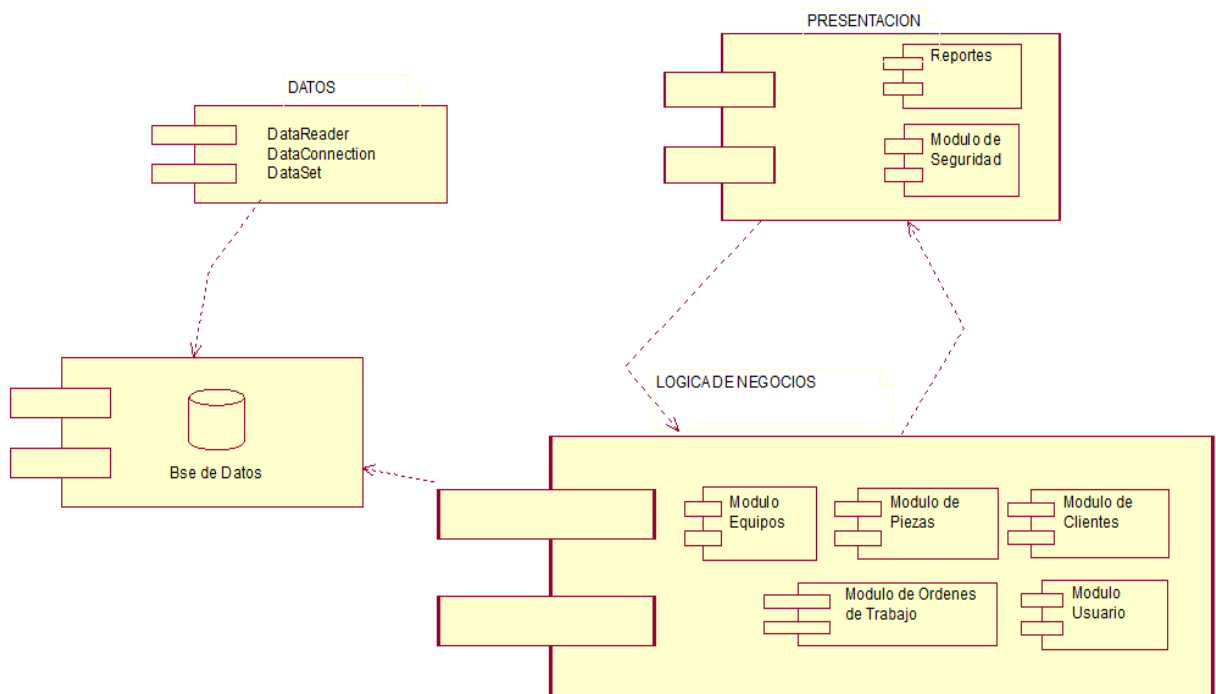 PRESENTACION
Reportes
Modulo de
Seguridad
DATOS
DataReader
DataConnection
DataSet
Bse de Datos
LOGICA DE NEGOCIOS
Modulo
Equipos
Modulo de
Piezas
Modulo de
Clientes
Modulo de Ordenes
de Trabajo
Modulo
Usuario